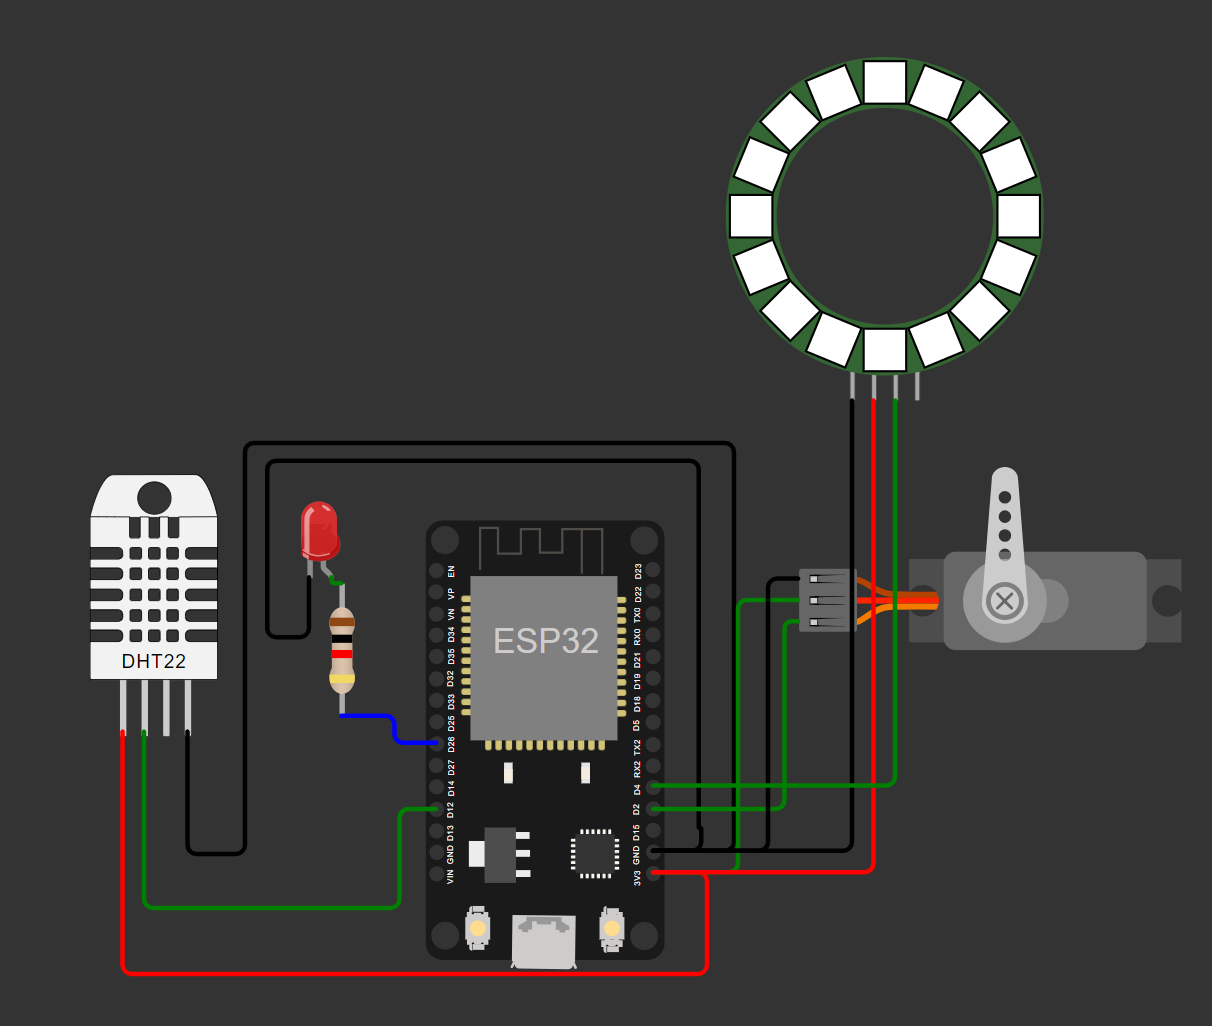 DHT22
ESP32
EN
VP
VN
D34
D35
D32
D33
D25
D26
D27
D14
D12
D13
GND
VIN
D23
D22
TX0
RX0
D21
D19
D18
D5
TX2
RX2
D4
D2
D15
GND
3V3